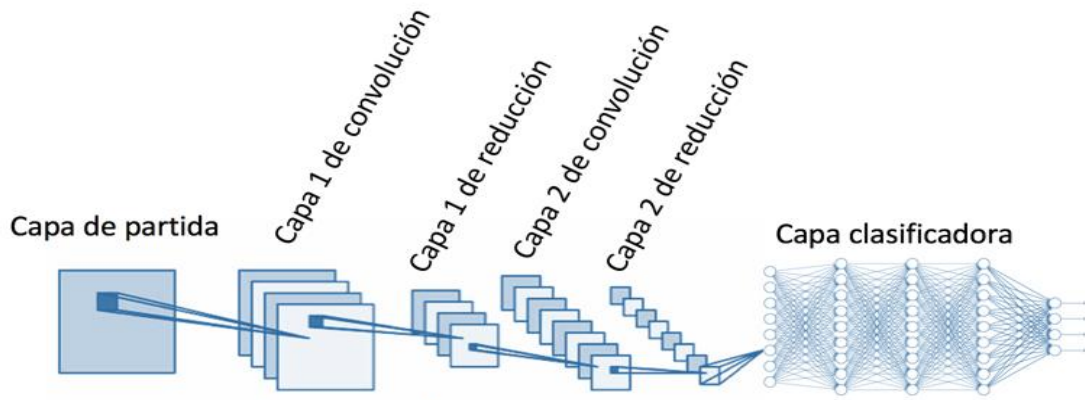 Capa de partida
Capa 1 de convolución
Capa 1 de reducción
Capa 2 de convolución
Capa 2 de reducción
Capa clasificadora